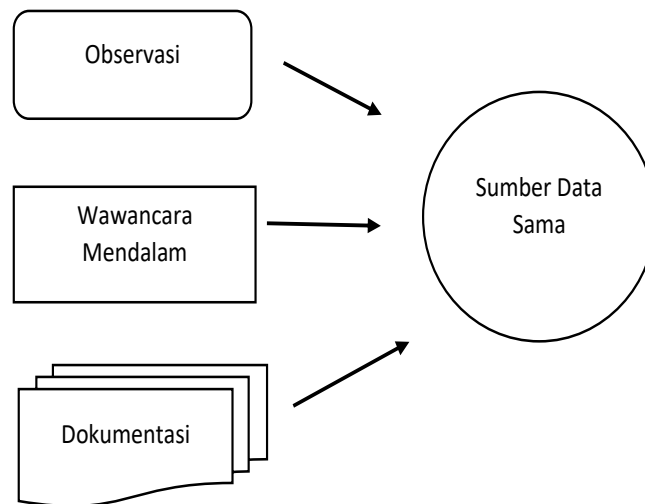 Observasi
Wawancara
Mendalam
Dokumentasi
Sumber Data
Sama